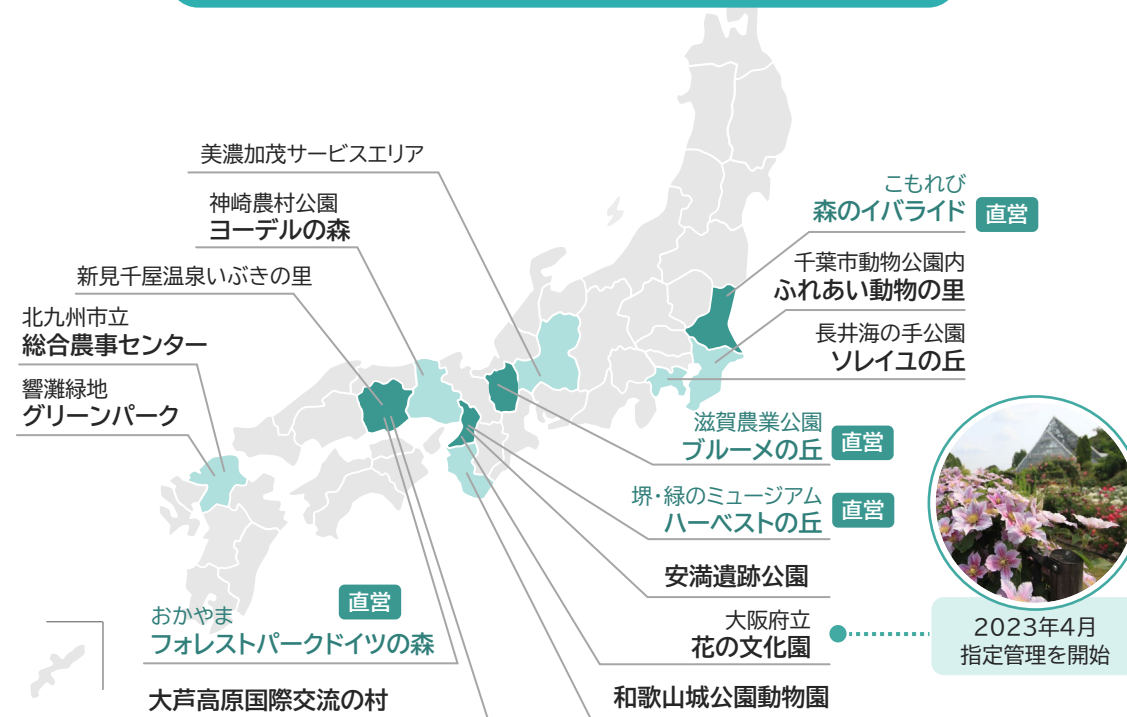 美濃加茂サービスエリア
神崎農村公園
ヨーデルの森
新見千屋温泉いぶきの里
北九州市立
総合農事センター
響灘緑地
グリーンパーク
こもれび
森のイバライド
直営
千葉市動物公園内
ふれあい動物の里
長井海の手公園
ソレイユの丘
滋賀農業公園
ブルーメの丘
直営
堺・緑のミュージアム
ハーベストの丘
直営
安満遺跡公園
大阪府立
花の文化園
2023年4月
指定管理を開始
直営
おかやま
フォレストパークドイツの森
大芦高原国際交流の村
和歌山城公園動物園